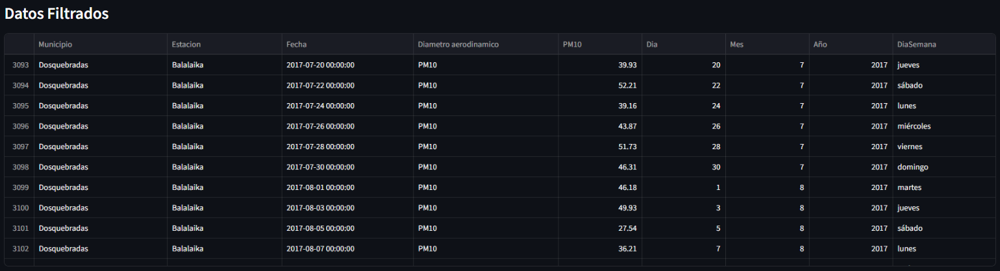 Datos Filtrados
Municipio Estacion Fecha Diametro aerodinamico PM10 Dia Mes Año DiaSemana
3093 Dosquebradas Balalaika 2017-07-20 00:00:00 PM10 39.93 20 7 2017 jueves
3094 Dosquebradas Balalaika 2017-07-22 00:00:00 PM10 52.21 22 7 2017 sábado
3095 Dosquebradas Balalaika 2017-07-24 00:00:00 PM10 39.16 24 7 2017 lunes
3096 Dosquebradas Balalaika 2017-07-26 00:00:00 PM10 43.87 26 7 2017 miércoles
3097 Dosquebradas Balalaika 2017-07-28 00:00:00 PM10 51.73 28 7 2017 viernes
3098 Dosquebradas Balalaika 2017-07-30 00:00:00 PM10 46.31 30 7 2017 domingo
3099 Dosquebradas Balalaika 2017-08-01 00:00:00 PM10 46.18 1 8 2017 martes
3100 Dosquebradas Balalaika 2017-08-03 00:00:00 PM10 49.93 3 8 2017 jueves
3101 Dosquebradas Balalaika 2017-08-05 00:00:00 PM10 27.54 5 8 2017 sábado
3102 Dosquebradas Balalaika 2017-08-07 00:00:00 PM10 36.21 7 8 2017 lunes